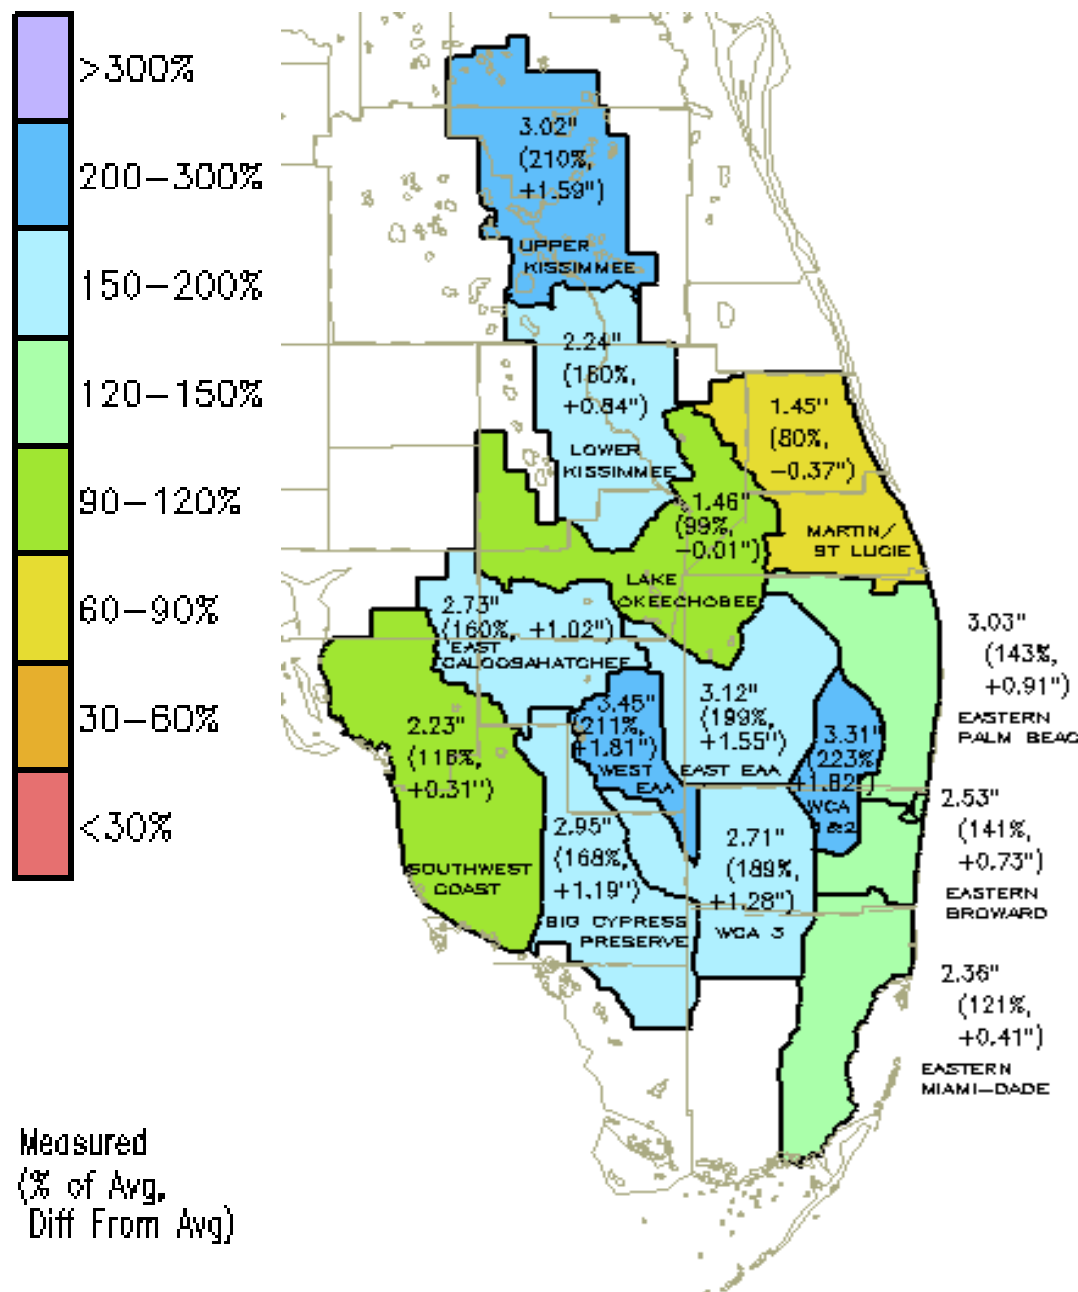 >300%
200-300%
150-200%
120-150%
90-120%
60-90%
30-60%
<30%
3.02"
(210%,
+1.59")
UPPER
KISSIMMEE
2.24"
(160%,
+0.84")
LOWER
KISSIMMEE
1.45"
(80%,
-0.37")
MARTIN/
ST LUCIE
1.46"
(99%,
-0.01")
LAKE
OKEECHOBEE
2.73"
(160%, +1.02")
EAST
CALOOSAHATCHEE
3.03"
(143%,
+0.91")
EASTERN
PALM BEAC
3.45"
(211%,
+1.81")
WEST
EAA
3.12"
(199%,
+1.55")
EAST EAA
3.31"
(223%
+1.82")
WCA
1&2
2.23"
(116%,
+0.31")
SOUTHWEST
COAST
2.95"
(168%,
+1.19")
BIG CYPRESS
PRESERVE
2.71"
(189%,
+1.28")
WCA 3
2.53"
(141%,
+0.73")
EASTERN
BROWARD
2.36"
(121%,
+0.41")
EASTERN
MIAMI-DADE
Measured
(% of Avg,
Diff From Avg)